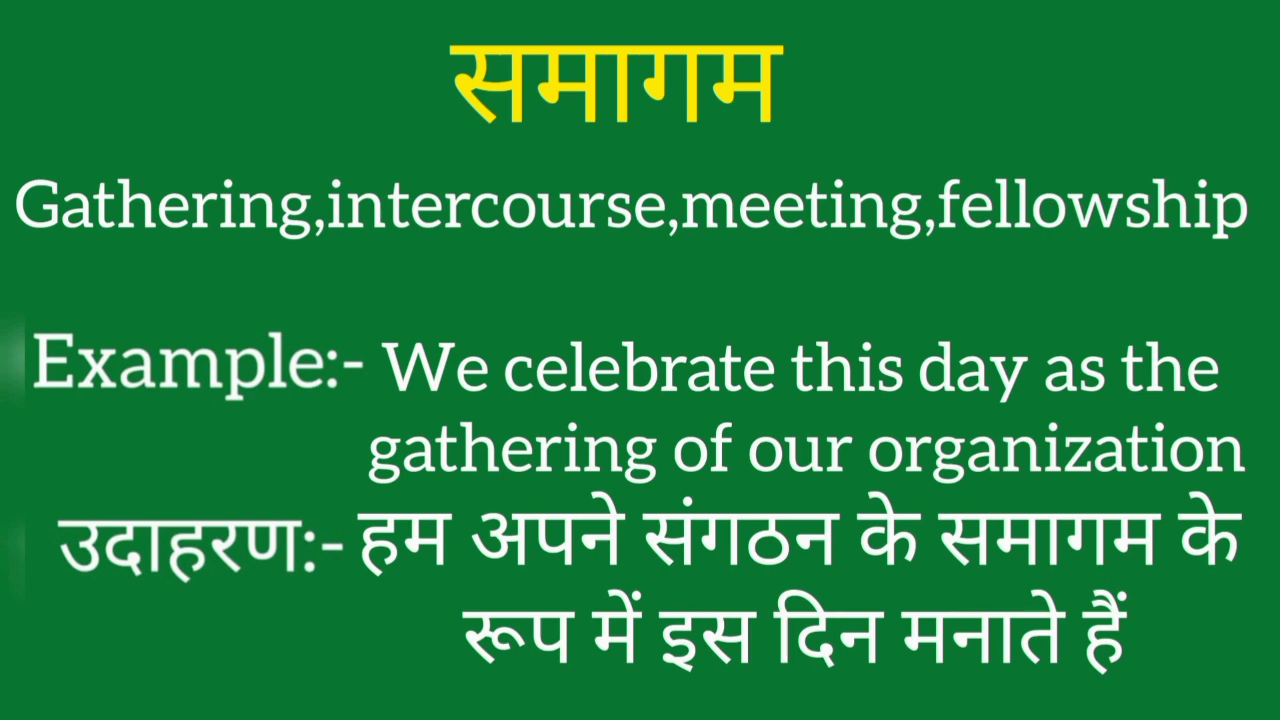 समागम
Gathering,intercourse,meeting,fellowship
Example:- We celebrate this day as the
gathering of our organization
उदाहरण:- हम अपने संगठन के समागम के
रूप में इस दिन मनाते हैं